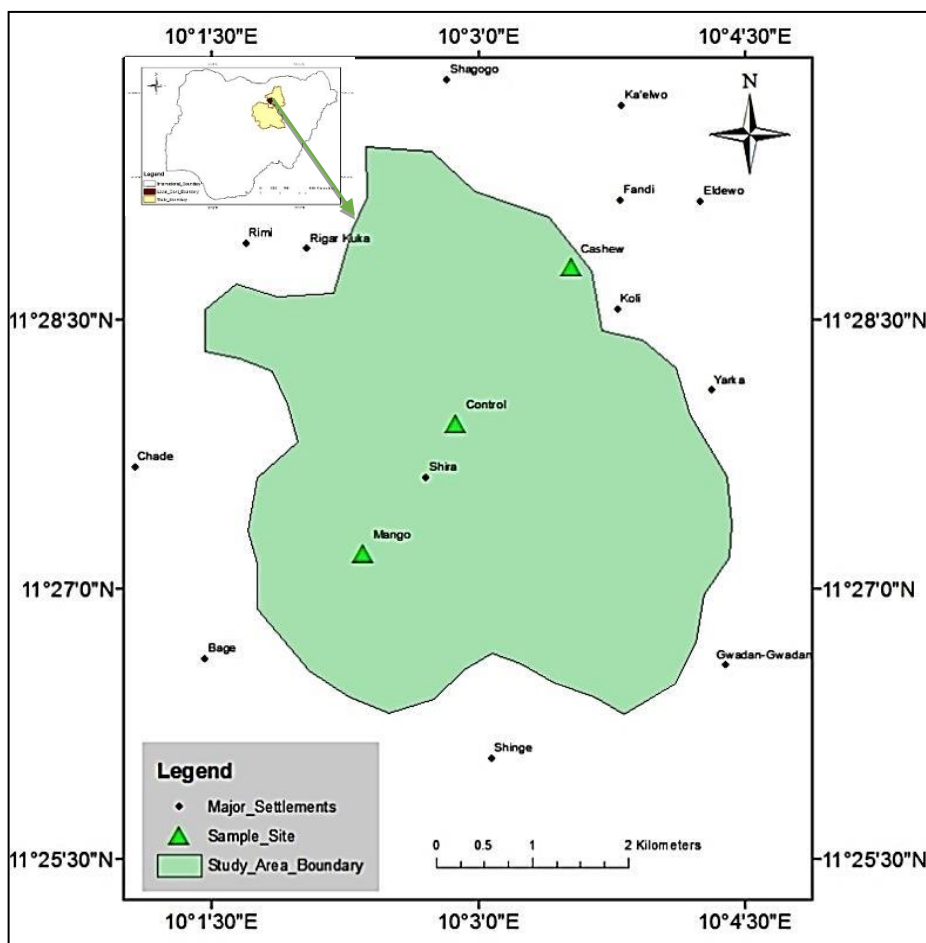 10°1'30"E 10°3'0"E 10°4'30"E
Shagogo
N
Ka'elwo
Legend
Fandi
Eldewo
Rimi
Rigar Kuka
Cashew
Koli
11°28'30"N 11°28'30"N
Yarka
Control
Chade
Shira
Mango
11°27'0"N 11°27'0"N
Bage
Gwadan-Gwadan
Shinge
Legend
Major_Settlements
Sample_Site
Study_Area_Boundary
0 0.5 1 2 Kilometers
11°25'30"N 11°25'30"N
10°1'30"E 10°3'0"E 10°4'30"E